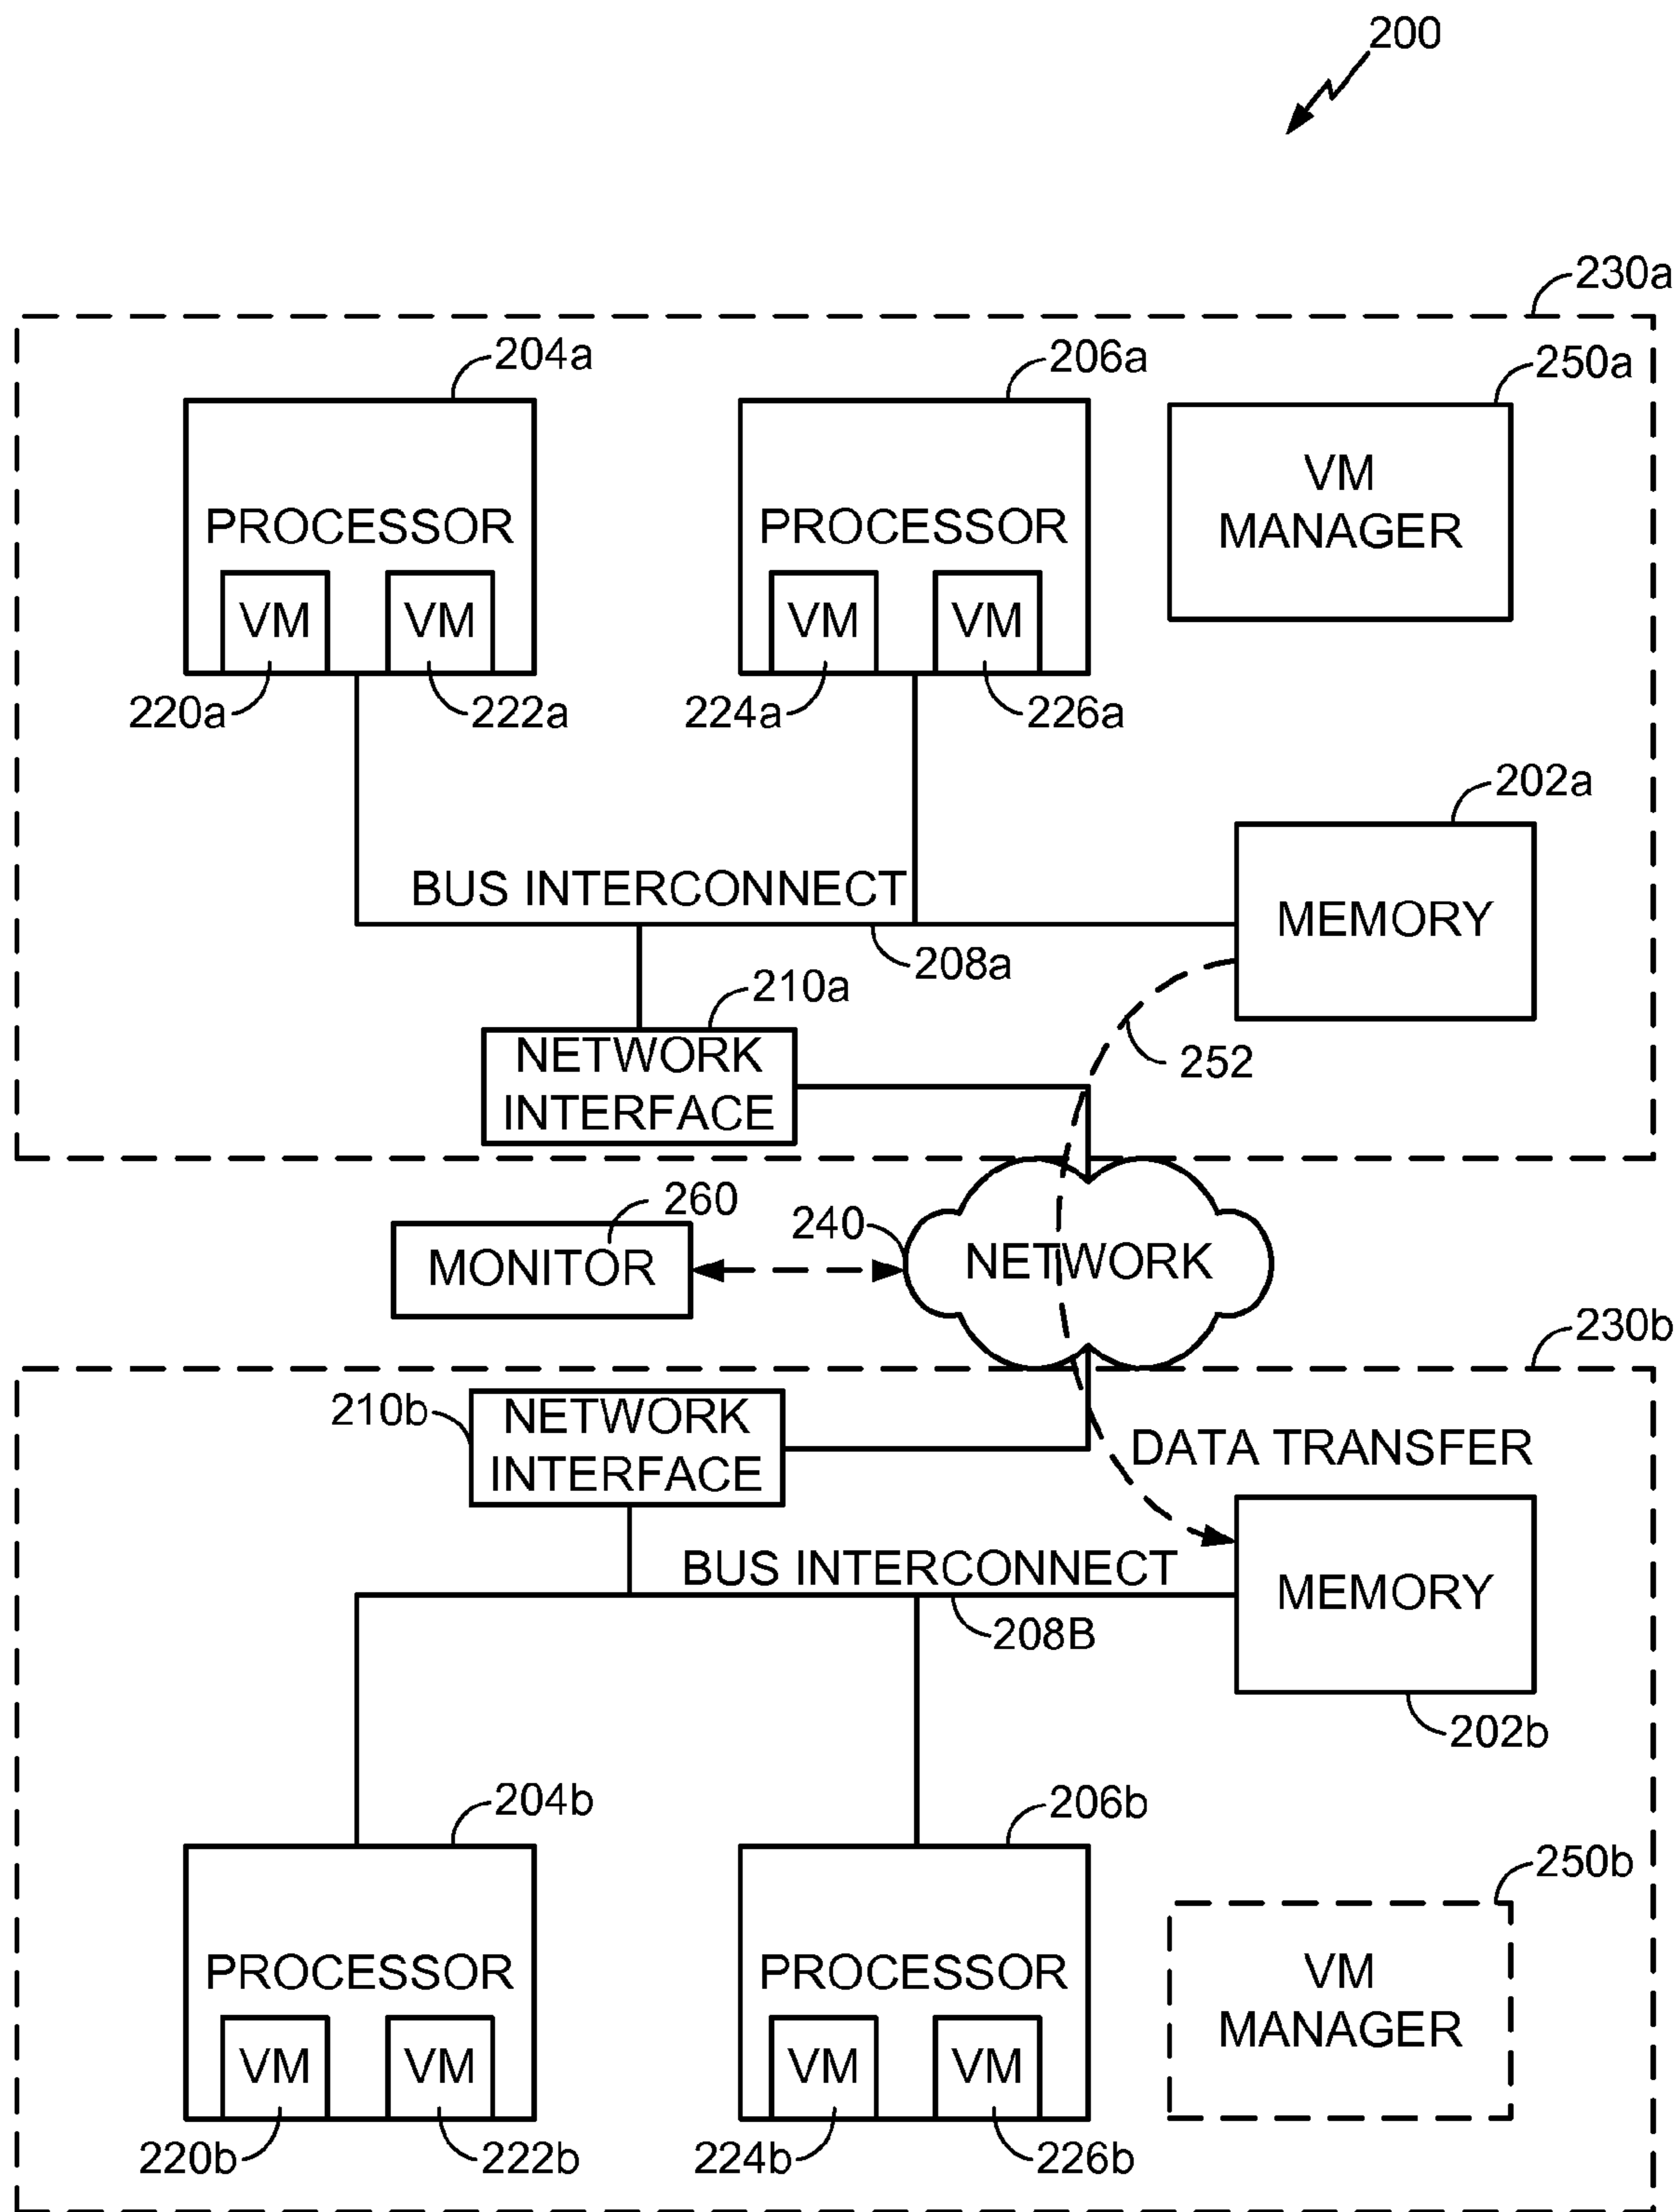 200
230a
204a
206a
250a
PROCESSOR
VM
VM
220a
222a
PROCESSOR
VM
VM
224a
226a
VM
MANAGER
202a
BUS INTERCONNECT
MEMORY
208a
210a
NETWORK
INTERFACE
252
260
MONITOR
240
NETWORK
230b
210b
NETWORK
INTERFACE
DATA TRANSFER
BUS INTERCONNECT
MEMORY
208B
202b
204b
206b
250b
PROCESSOR
VM
VM
220b
222b
PROCESSOR
VM
VM
224b
226b
VM
MANAGER